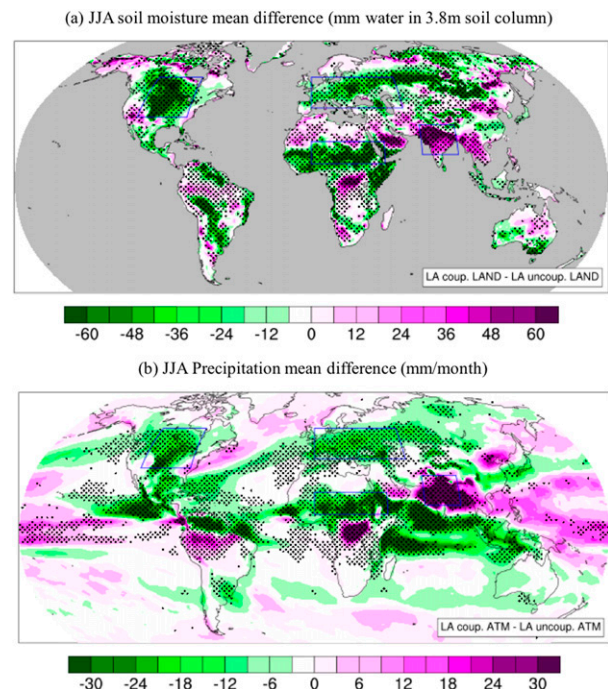 (a) JJA soil moisture mean difference (mm water in 3.8m soil column)
LA coup. LAND - LA uncoup. LAND
-60 -48 -36 -24 -12 0 12 24 36 48 60
(b) JJA Precipitation mean difference (mm/month)
LA coup. ATM - LA uncoup. ATM
-30 -24 -18 -12 -6 0 6 12 18 24 30